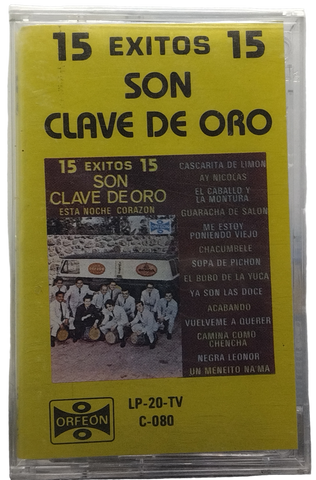 15 EXITOS 15
SON
CLAVE DE ORO
15 EXITOS 15
SON
CLAVE DE ORO
ESTA NOCHE CORAZON
CASCARITA DE LIMON
AY NICOLAS
EL CABALLO Y
LA MONTURA
GUARACHA DE SALON
ME ESTOY
PONIENDO VIEJO
CHACUMBELE
SOPA DE PICHON
EL BOBO DE LA YUCA
YA SON LAS DOCE
ACABANDO
VUELVEME A QUERER
CAMINA COMO
CHENCHA
NEGRA LEONOR
UN MENEITO NA'MA
ORFEON
LP-20-TV
C-080